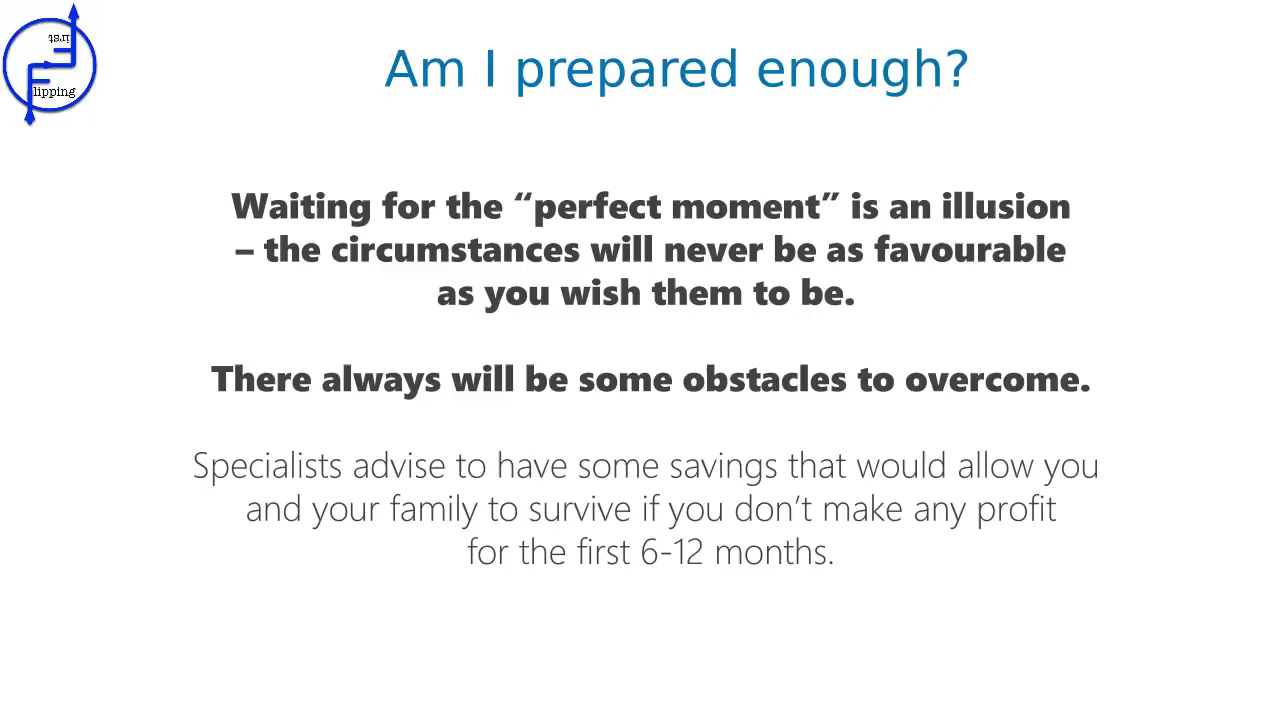 First
Flipping
Am I prepared enough?
Waiting for the “perfect moment” is an illusion
– the circumstances will never be as favourable
as you wish them to be.
There always will be some obstacles to overcome.
Specialists advise to have some savings that would allow you
and your family to survive if you don’t make any profit
for the first 6-12 months.